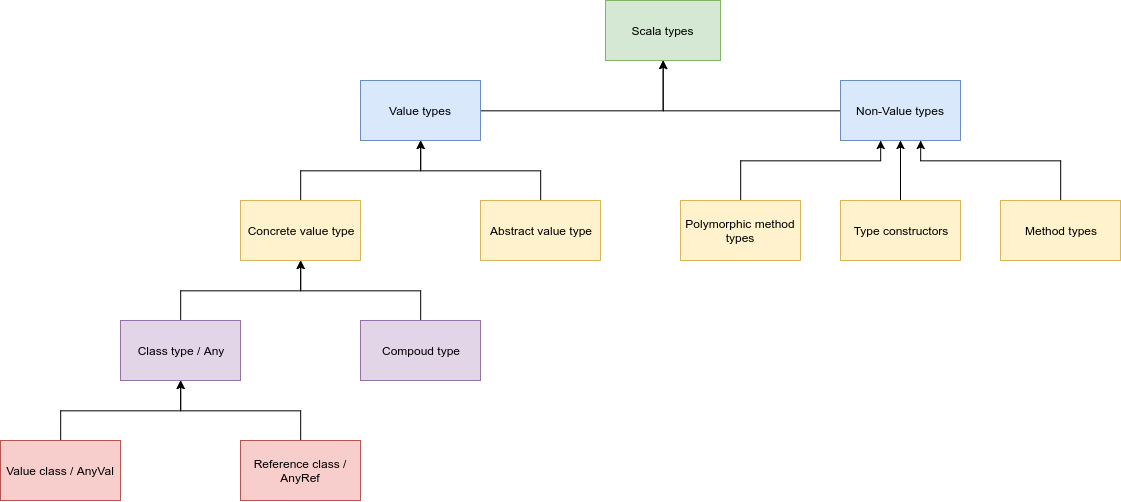 Scala types
Value types
Non-Value types
Concrete value type
Abstract value type
Polymorphic method
types
Type constructors
Method types
Class type / Any
Compoud type
Value class / AnyVal
Reference class /
AnyRef